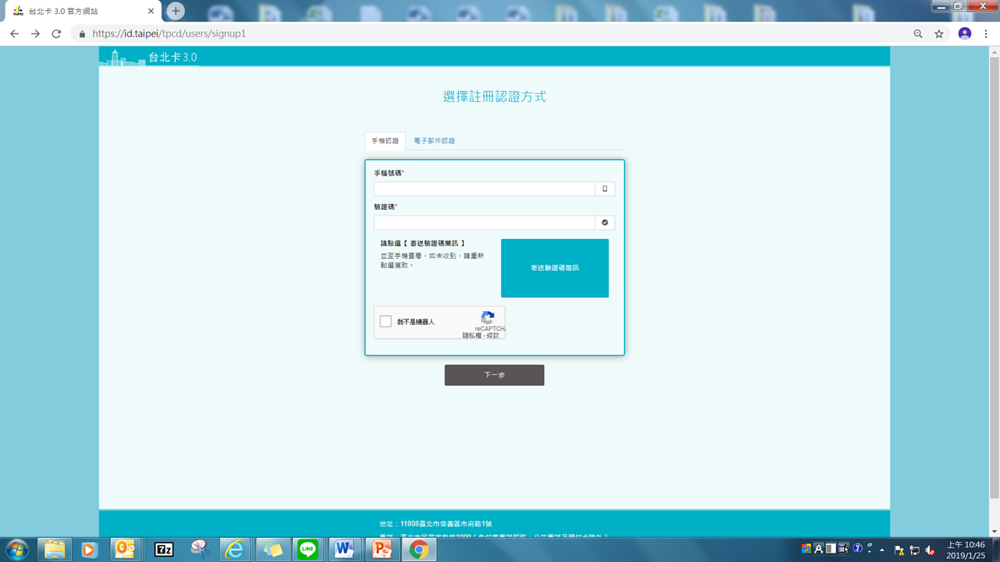 台北卡 3.0 官方網站
https://id.taipei/tpcd/users/signup1
台北卡 3.0
選擇註冊認證方式
手機認證 電子郵件認證
手機號碼*
驗證碼*
請點選【 寄送驗證碼簡訊 】
並至手機查看，如未收到，請重新
點選獲取。
寄送驗證碼簡訊
我不是機器人
reCAPTCHA
隱私權 - 條款
下一步
地址：11008臺北市信義區市府路1號
上午 10:46
2019/1/25